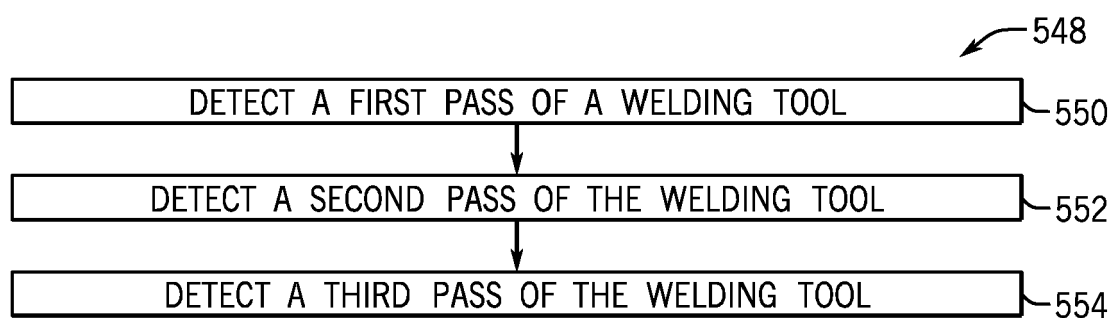 548
DETECT A FIRST PASS OF A WELDING TOOL
550
DETECT A SECOND PASS OF THE WELDING TOOL
552
DETECT A THIRD PASS OF THE WELDING TOOL
554